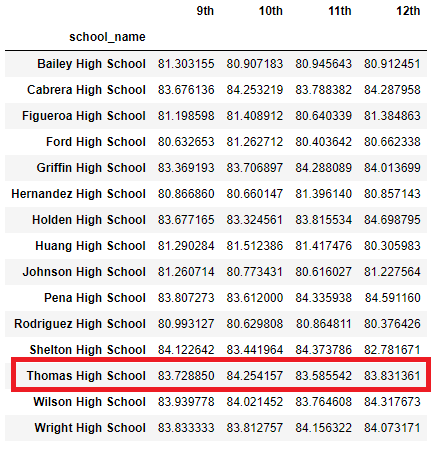 9th 10th 11th 12th
school_name
Bailey High School 81.303155 80.907183 80.945643 80.912451
Cabrera High School 83.676136 84.253219 83.788382 84.287958
Figueroa High School 81.198598 81.408912 80.640339 81.384863
Ford High School 80.632653 81.262712 80.403642 80.662338
Griffin High School 83.369193 83.706897 84.288089 84.013699
Hernandez High School 80.866860 80.660147 81.396140 80.857143
Holden High School 83.677165 83.324561 83.815534 84.698795
Huang High School 81.290284 81.512386 81.417476 80.305983
Johnson High School 81.260714 80.773431 80.616027 81.227564
Pena High School 83.807273 83.612000 84.335938 84.591160
Rodriguez High School 80.993127 80.629808 80.864811 80.376426
Shelton High School 84.122642 83.441964 84.373786 82.781671
Thomas High School 83.728850 84.254157 83.585542 83.831361
Wilson High School 83.939778 84.021452 83.764608 84.317673
Wright High School 83.833333 83.812757 84.156322 84.073171